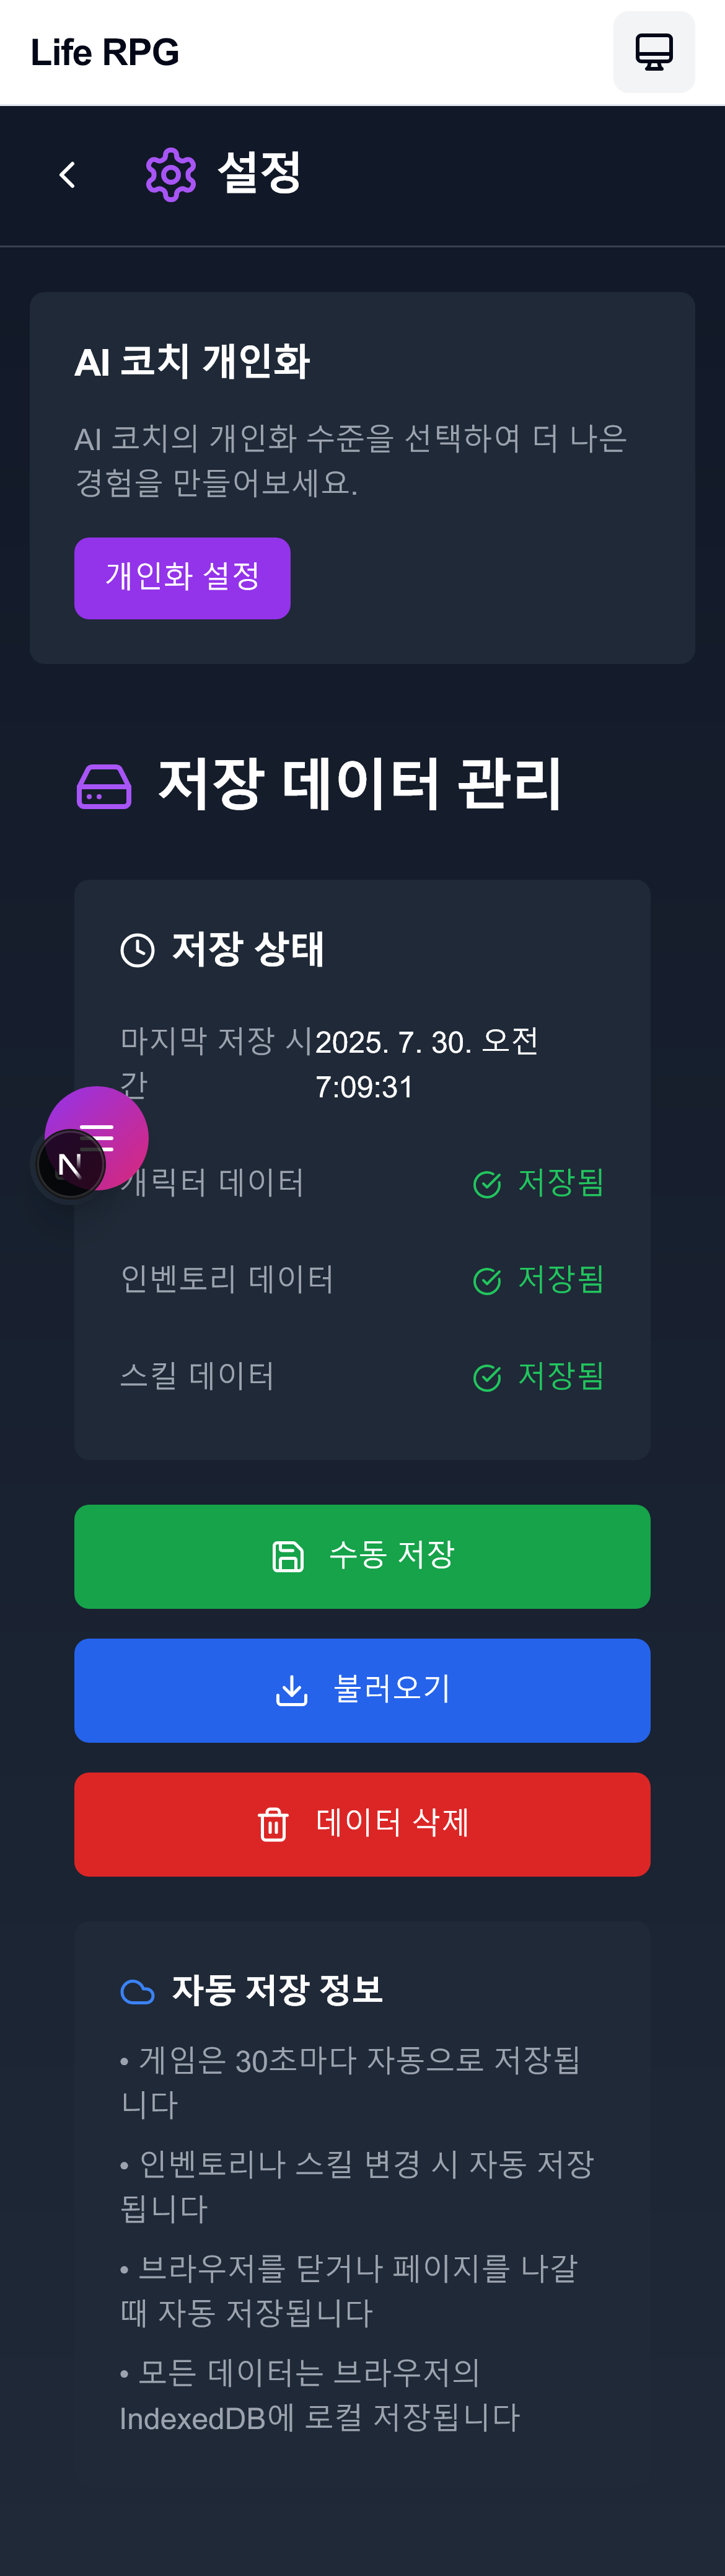 Life RPG
설정
AI 코치 개인화
AI 코치의 개인화 수준을 선택하여 더 나은
경험을 만들어보세요.
개인화 설정
저장 데이터 관리
저장 상태
마지막 저장 시간
2025. 7. 30. 오전
7:09:31
N
캐릭터 데이터
저장됨
인벤토리 데이터
저장됨
스킬 데이터
저장됨
수동 저장
불러오기
데이터 삭제
자동 저장 정보
• 게임은 30초마다 자동으로 저장됩
니다
• 인벤토리나 스킬 변경 시 자동 저장
됩니다
• 브라우저를 닫거나 페이지를 나갈
때 자동 저장됩니다
• 모든 데이터는 브라우저의
IndexedDB에 로컬 저장됩니다